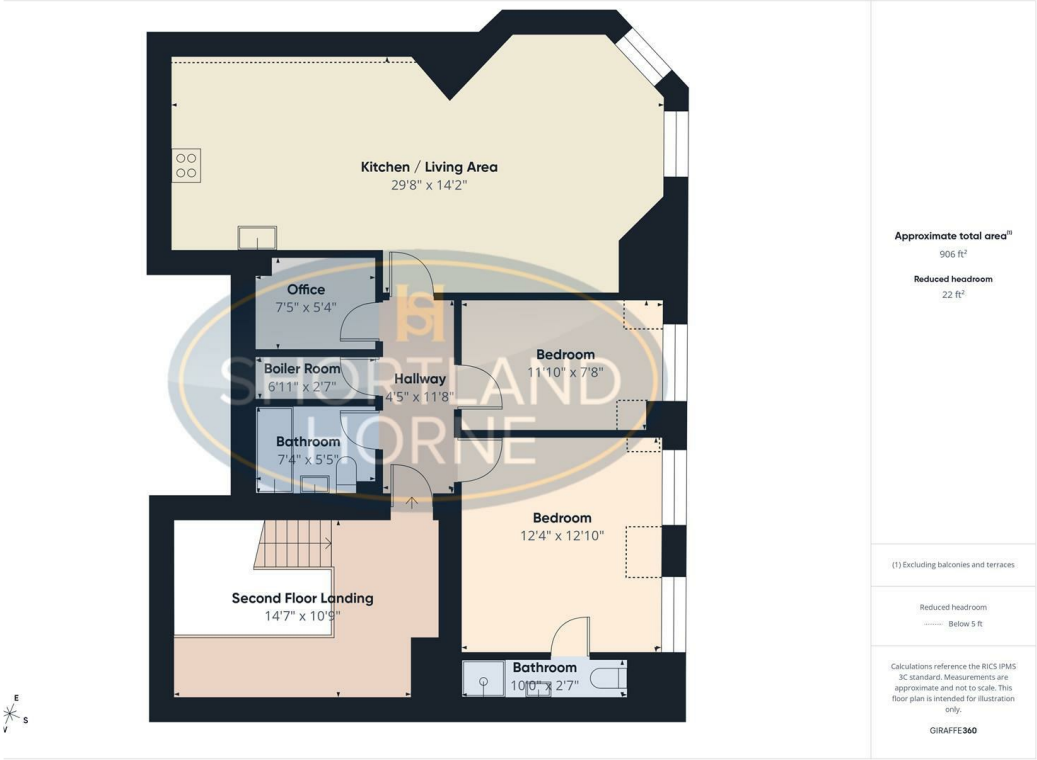 Kitchen / Living Area
29'8" x 14'2"
Office
7'5" x 5'4"
Boiler Room
6'11" x 2'7"
Hallway
4'5" x 11'8"
Bedroom
11'10" x 7'8"
SHORTLAND
HORNE
Bathroom
7'4" x 5'5"
Bedroom
12'4" x 12'10"
Second Floor Landing
14'7" x 10'9"
Bathroom
10'0" x 2'7"
E
S
Approximate total area(1)
906 ft²
Reduced headroom
22 ft²
(1) Excluding balconies and terraces
Reduced headroom
Below 5 ft
Calculations reference the RICS IPMS
3C standard. Measurements are
approximate and not to scale. This
floor plan is intended for illustration
only.
GIRAFFE360